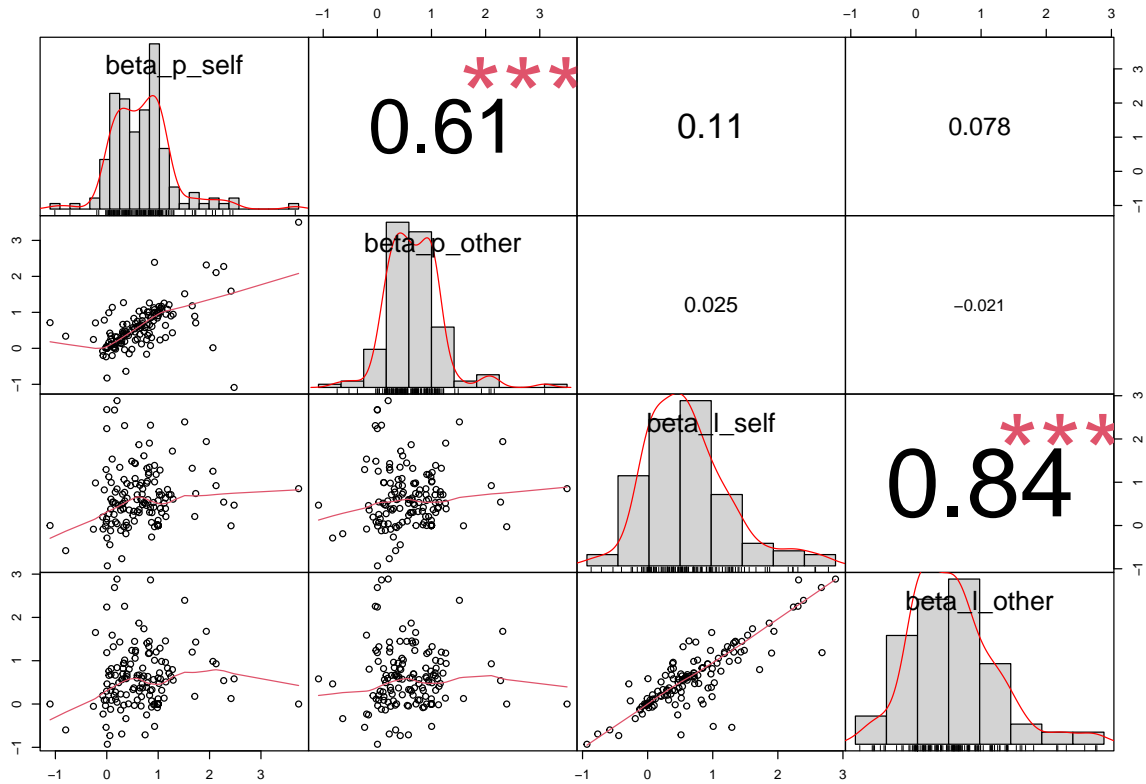 -1 0 1 2 3
-1 0 1 2 3
beta_p_self
***
0.61
0.11
0.078
-1 0 1 2 3
-1 0 1 2 3
beta_p_other
0.025
−0.021
beta_l_self
***
0.84
-1 0 1 2 3
-1 0 1 2 3
beta_l_other
-1 0 1 2 3
-1 0 1 2 3